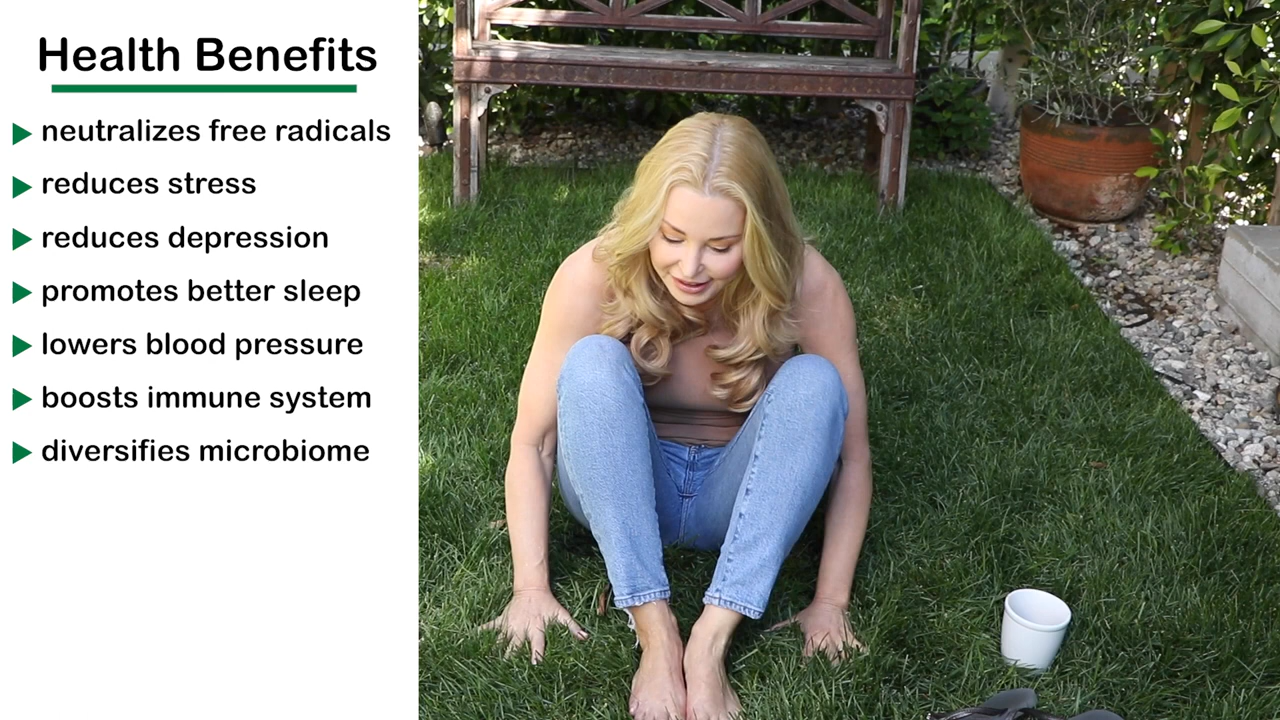 Health Benefits
neutralizes free radicals
reduces stress
reduces depression
promotes better sleep
lowers blood pressure
boosts immune system
diversifies microbiome